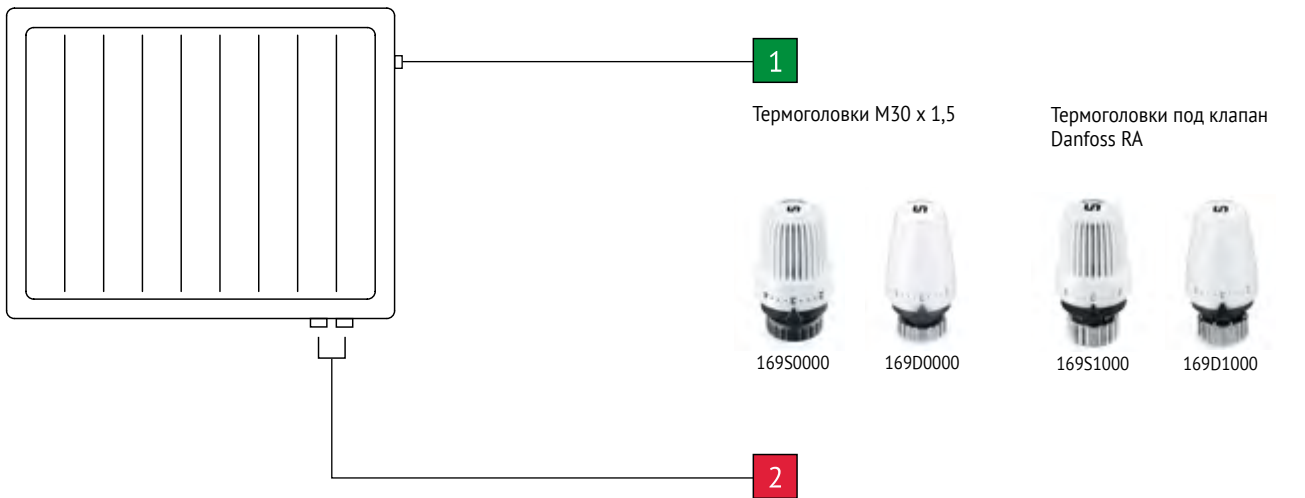 1
Термоголовки М30 х 1,5
Термоголовки под клапан
Danfoss RA
169S0000
169D0000
169S1000
169D1000
2